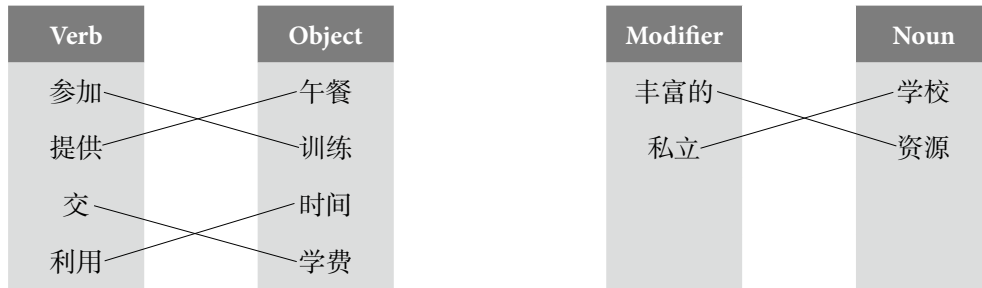 Verb Object Modifier Noun
参加 午餐 丰富的 学校
提供 训练 私立 资源
交 时间
利用 学费